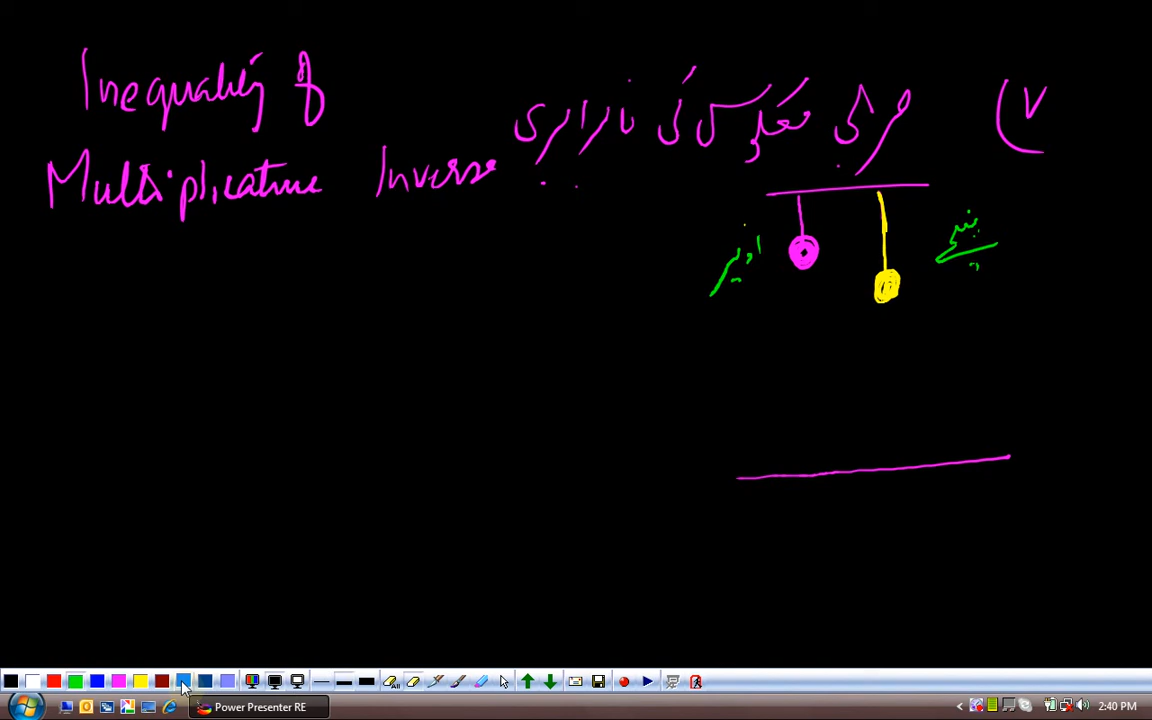 Inequality of
Multiplicative Inverse
۷) ضربی معکوس کی نابرابری
اوپر
نیچے
Power Presenter RE
2:40 PM